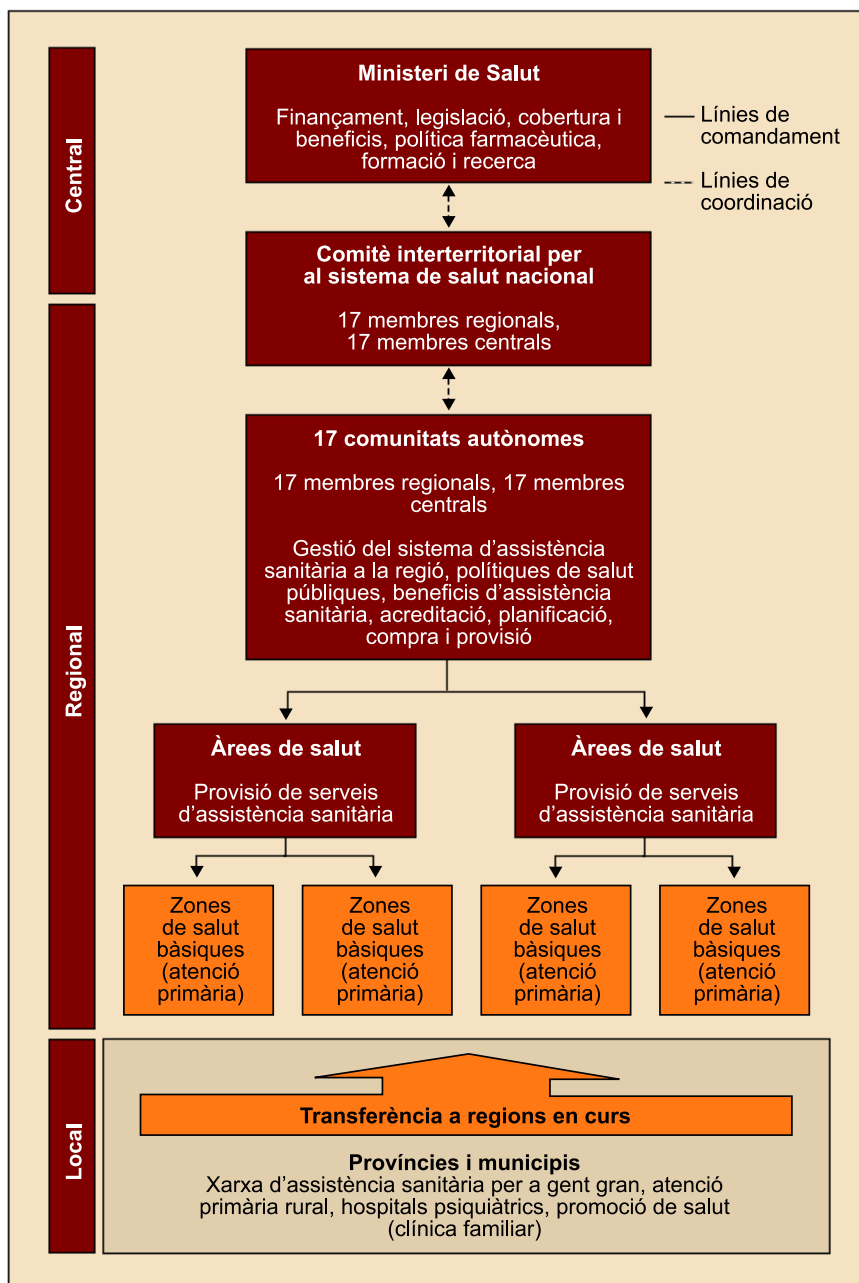 Central
Ministeri de Salut
Finançament, legislació, cobertura i
beneficis, política farmacèutica,
formació i recerca
Línies de
comandament
Línies de
coordinació
Comitè interterritorial per
al sistema de salut nacional
17 membres regionals,
17 membres centrals
Regional
17 comunitats autònomes
17 membres regionals, 17 membres
centrals
Gestió del sistema d’assistència
sanitària a la regió, polítiques de salut
públiques, beneficis d’assistència
sanitària, acreditació, planificació,
compra i provisió
Àrees de salut
Provisió de serveis
d’assistència sanitària
Àrees de salut
Provisió de serveis
d’assistència sanitària
Zones
de salut
bàsiques
(atenció
primària)
Zones
de salut
bàsiques
(atenció
primària)
Zones
de salut
bàsiques
(atenció
primària)
Zones
de salut
bàsiques
(atenció
primària)
Local
Transferència a regions en curs
Províncies i municipis
Xarxa d’assistència sanitària per a gent gran, atenció
primària rural, hospitals psiquiàtrics, promoció de salut
(clínica familiar)